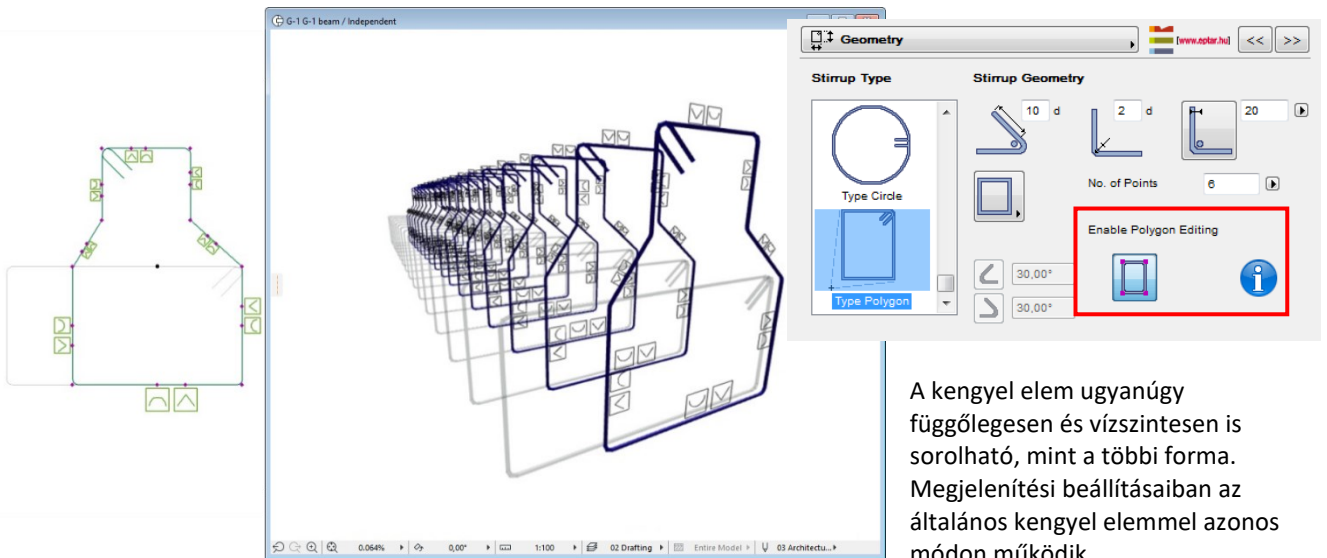 G-1 G-1 beam / Independent
Geometry
[www.eptar.hu]
<<
>>
Stirrup Type
Stirrup Geometry
10 d
2 d
20
Type Circle
No. of Points
6
Enable Polygon Editing
Type Polygon
30,00°
30,00°
A kengyel elem ugyanúgy
függőlegesen és vízszintesen is
sorolható, mint a többi forma.
Megjelenítési beállításaiban az
általános kengyel elemmel azonos
módon működik
0.064%
0,00°
1:100
02 Drafting
Entire Model
03 Architectu...